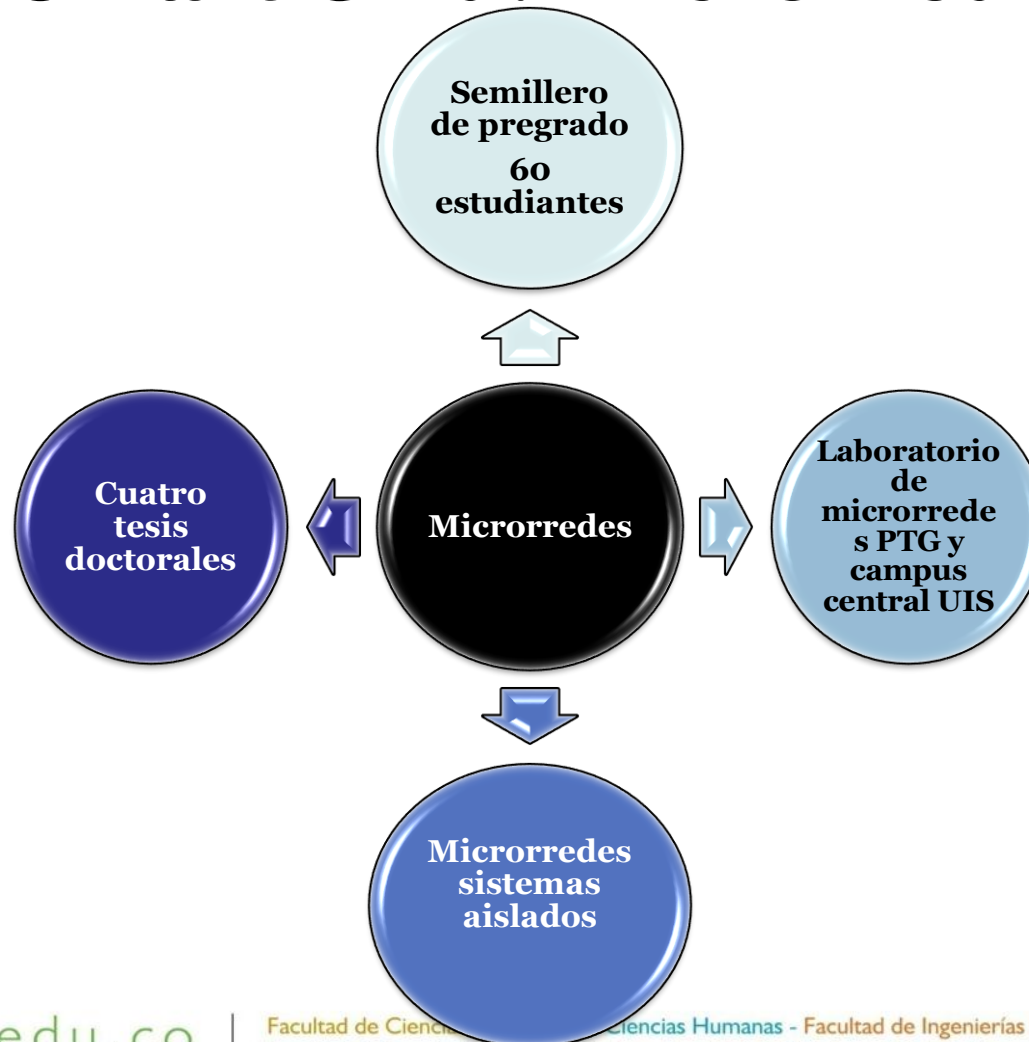 Semillero
de pregrado
60
estudiantes
Cuatro
tesis
doctorales
Microrredes
Laboratorio
de
microrrede
s PTG y
campus
central UIS
Microrredes
sistemas
aislados
edu.co
Facultad de Ciencias Humanas - Facultad de Ingenierías